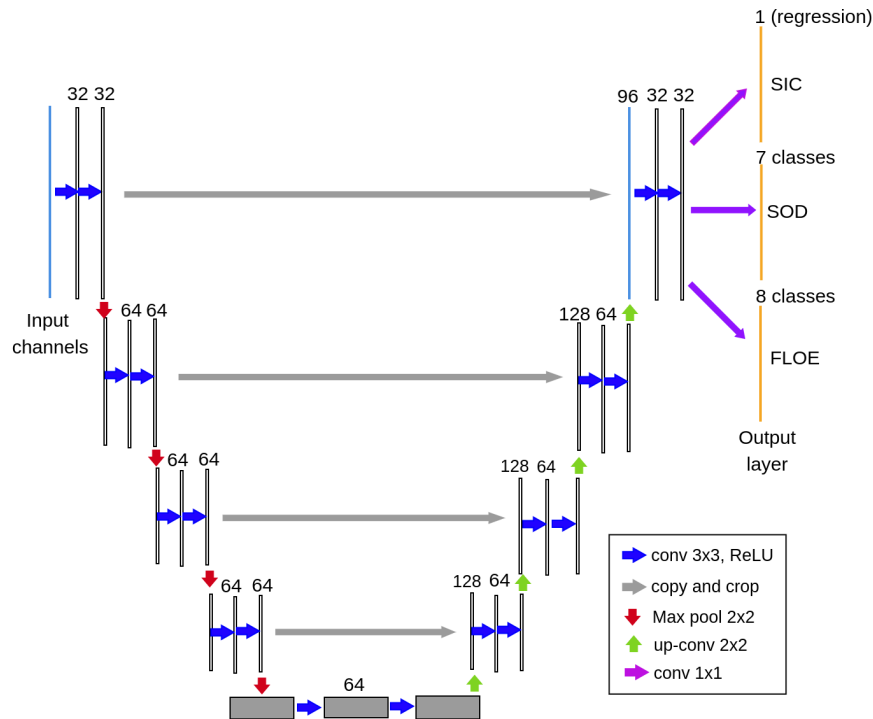 1 (regression)
32 32
96 32 32
SIC
7 classes
SOD
8 classes
FLOE
Input
channels
64 64
128 64
64 64
128 64
64 64
128 64
64
Output
layer
conv 3x3, ReLU
copy and crop
Max pool 2x2
up-conv 2x2
conv 1x1